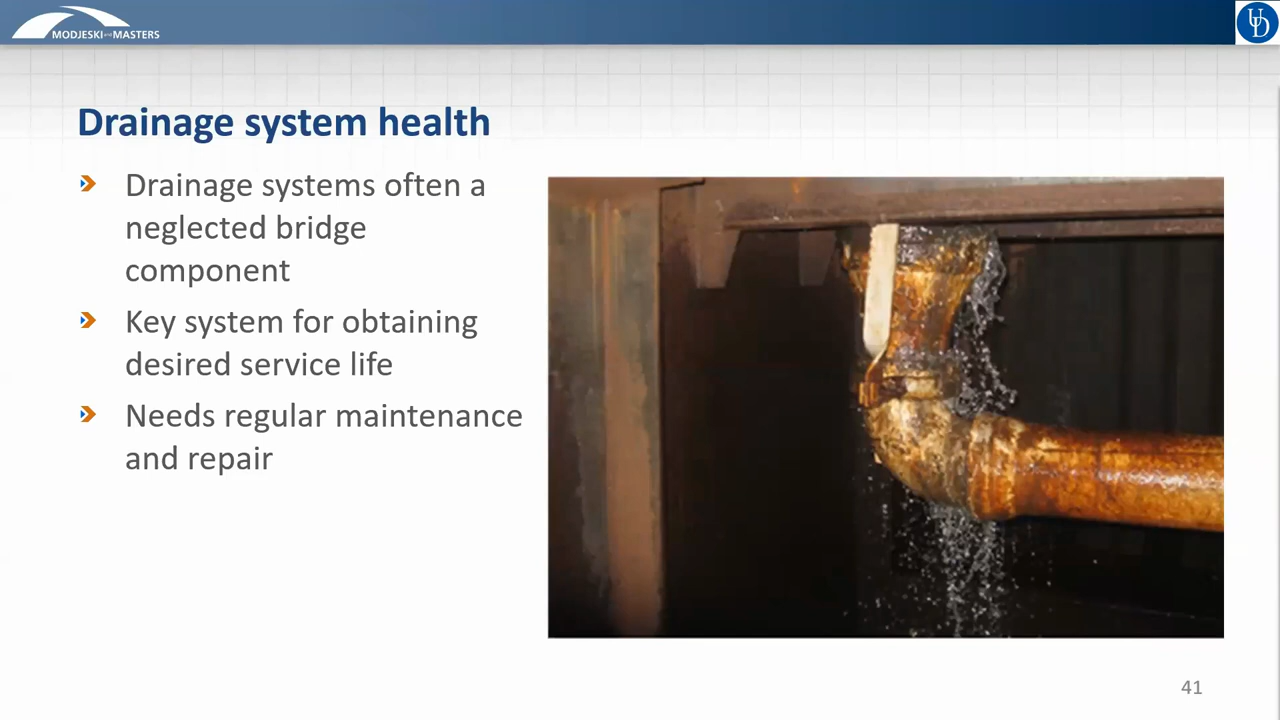 MODJESKI and MASTERS
UD
Drainage system health
Drainage systems often a
neglected bridge
component
Key system for obtaining
desired service life
Needs regular maintenance
and repair
41